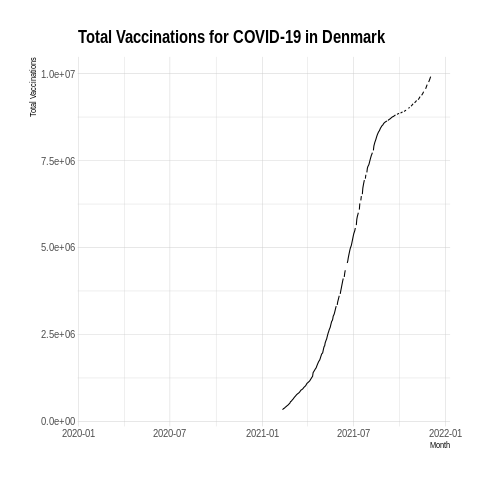 Total Vaccinations for COVID-19 in Denmark
Total Vaccinations
1.0e+07
7.5e+06
5.0e+06
2.5e+06
0.0e+00
2020-01 2020-07 2021-01 2021-07 2022-01
Month